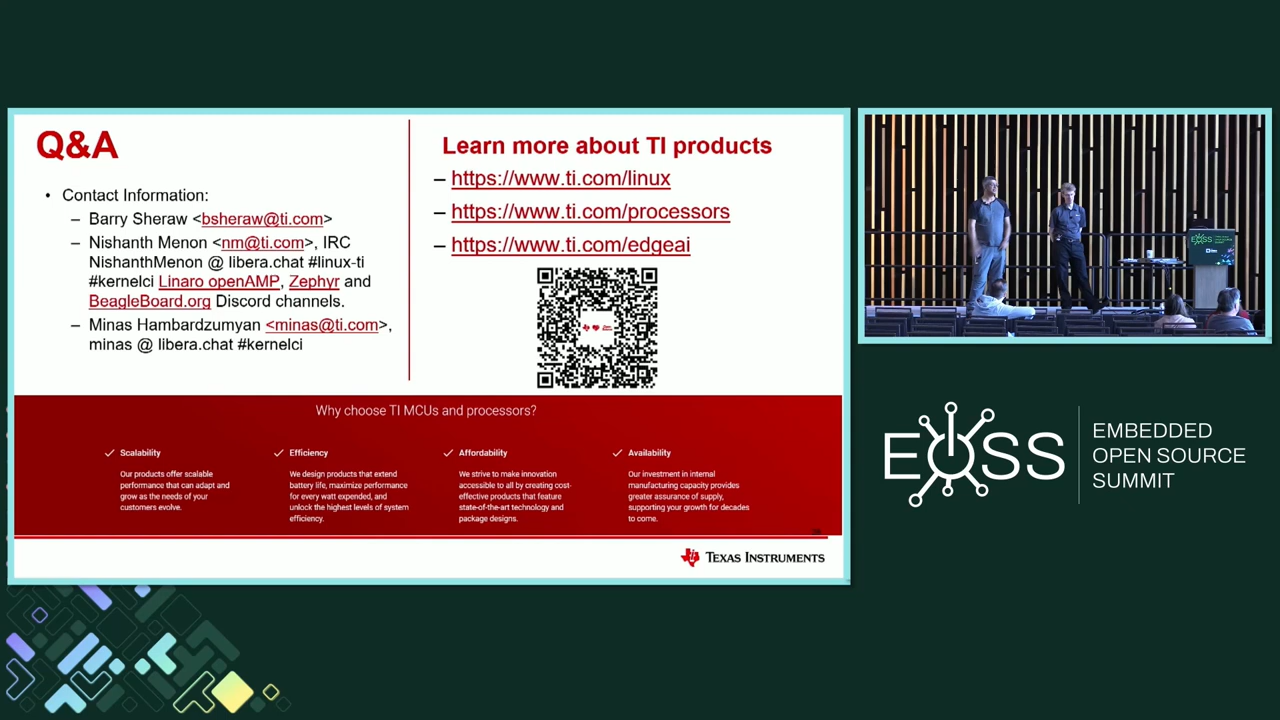 Q&A
• Contact Information:
– Barry Sheraw <bsheraw@ti.com>
– Nishanth Menon <nm@ti.com>, IRC
NishanthMenon @ libera.chat #linux-ti
#kernelci Linaro openAMP, Zephyr and
BeagleBoard.org Discord channels.
– Minas Hambardzumyan <minas@ti.com>,
minas @ libera.chat #kernelci
Learn more about TI products
– https://www.ti.com/linux
– https://www.ti.com/processors
– https://www.ti.com/edgeai
Why choose TI MCUs and processors?
Scalability
Our products offer scalable
performance that can adapt and
grow as the needs of your
customers evolve.
Efficiency
We design products that extend
battery life, maximize performance
for every watt expended, and
unlock the highest levels of system
efficiency.
Affordability
We strive to make innovation
accessible to all by creating cost-
effective products that feature
state-of-the-art technology and
package designs.
Availability
Our investment in internal
manufacturing capacity provides
greater assurance of supply,
supporting your growth for decades
to come.
TEXAS INSTRUMENTS
EOSS
EOSS
EMBEDDED
OPEN SOURCE
SUMMIT